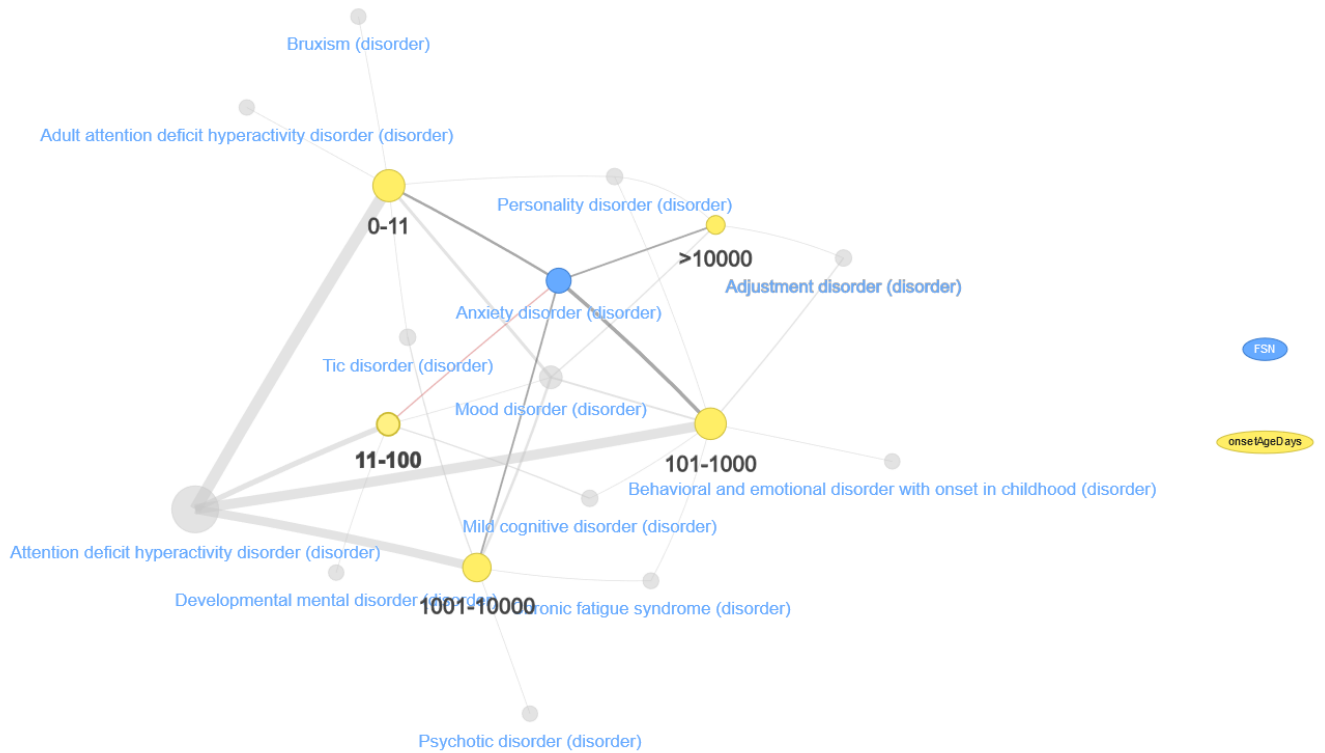 Bruxism (disorder)
Adult attention deficit hyperactivity disorder (disorder)
Personality disorder (disorder)
0-11
>10000
Adjustment disorder (disorder)
Anxiety disorder (disorder)
FSN
Tic disorder (disorder)
Mood disorder (disorder)
onsetAgeDays
11-100
101-1000
Behavioral and emotional disorder with onset in childhood (disorder)
Mild cognitive disorder (disorder)
Attention deficit hyperactivity disorder (disorder)
Developmental mental disorder (disorder)
1001-10000
Chronic fatigue syndrome (disorder)
Psychotic disorder (disorder)